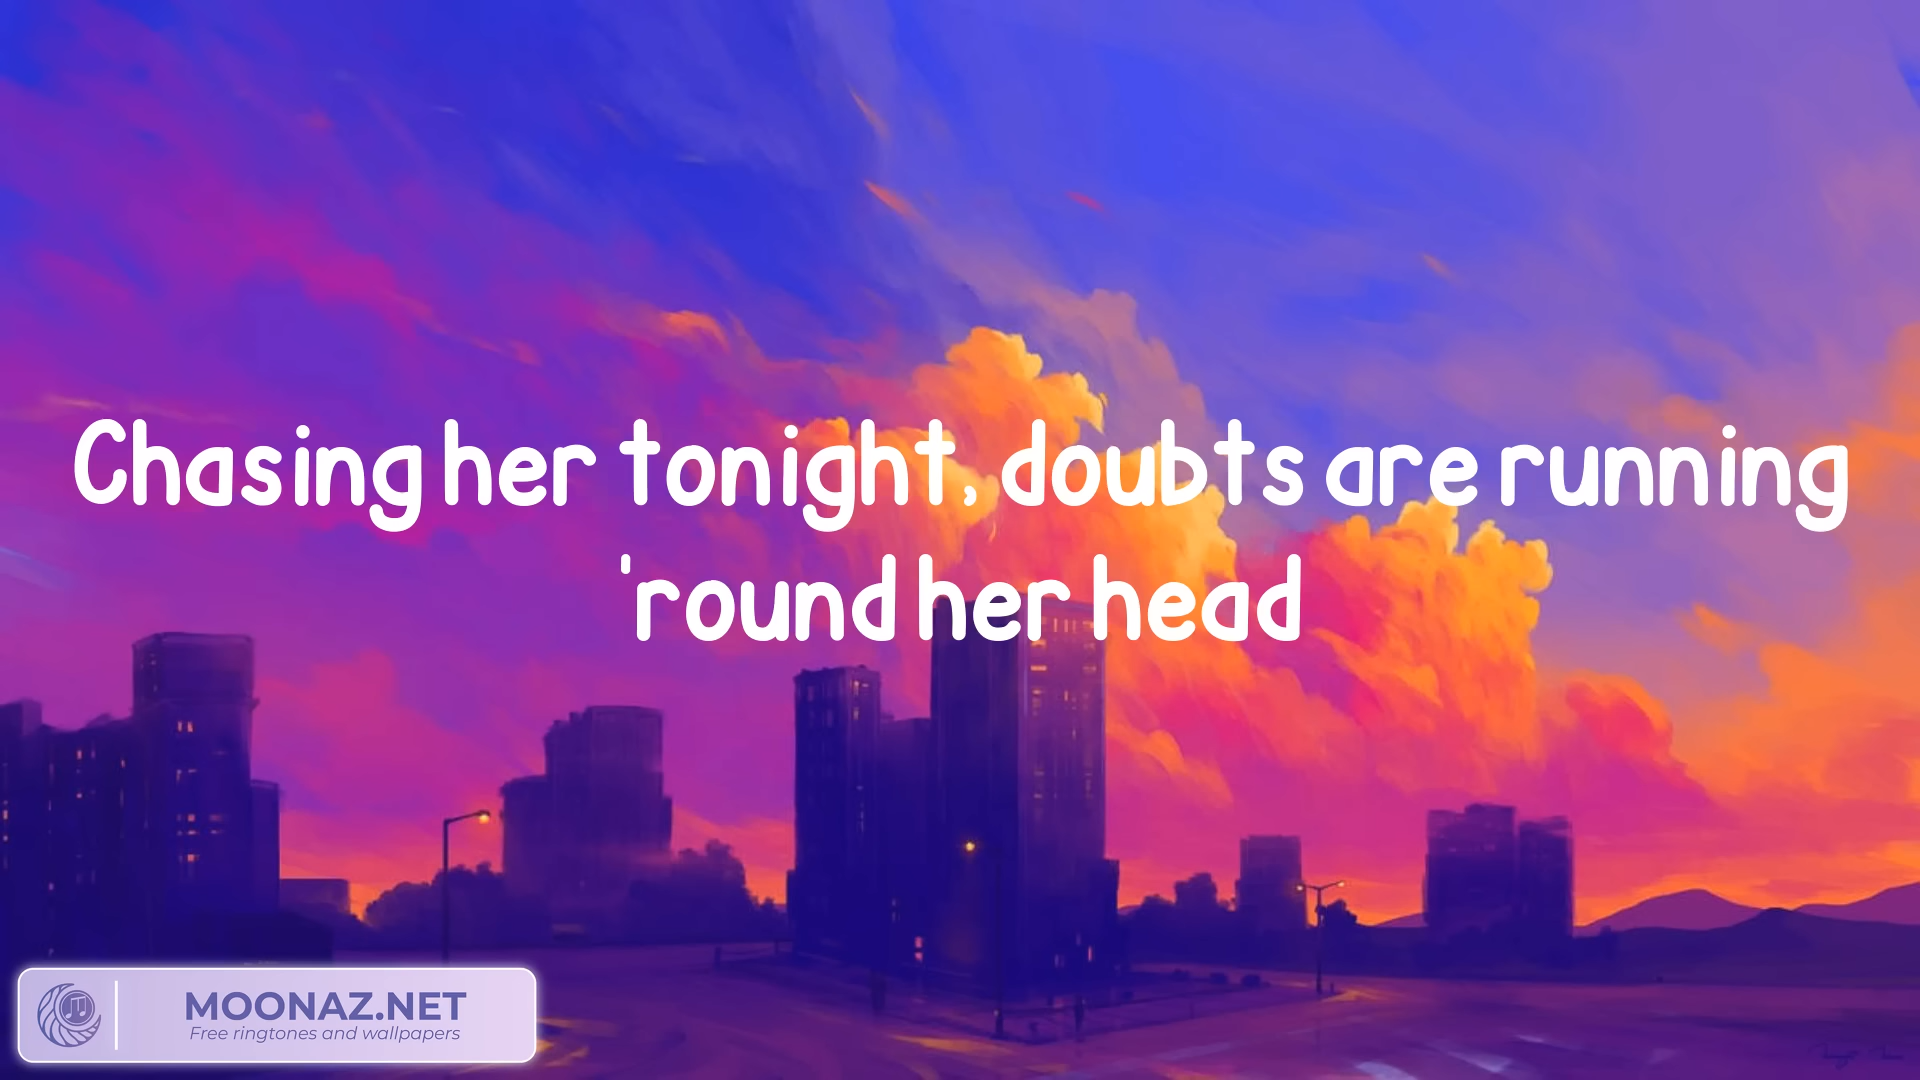 Chasing her tonight, doubts are running
'round her head
MOONAZ.NET
Free ringtones and wallpapers